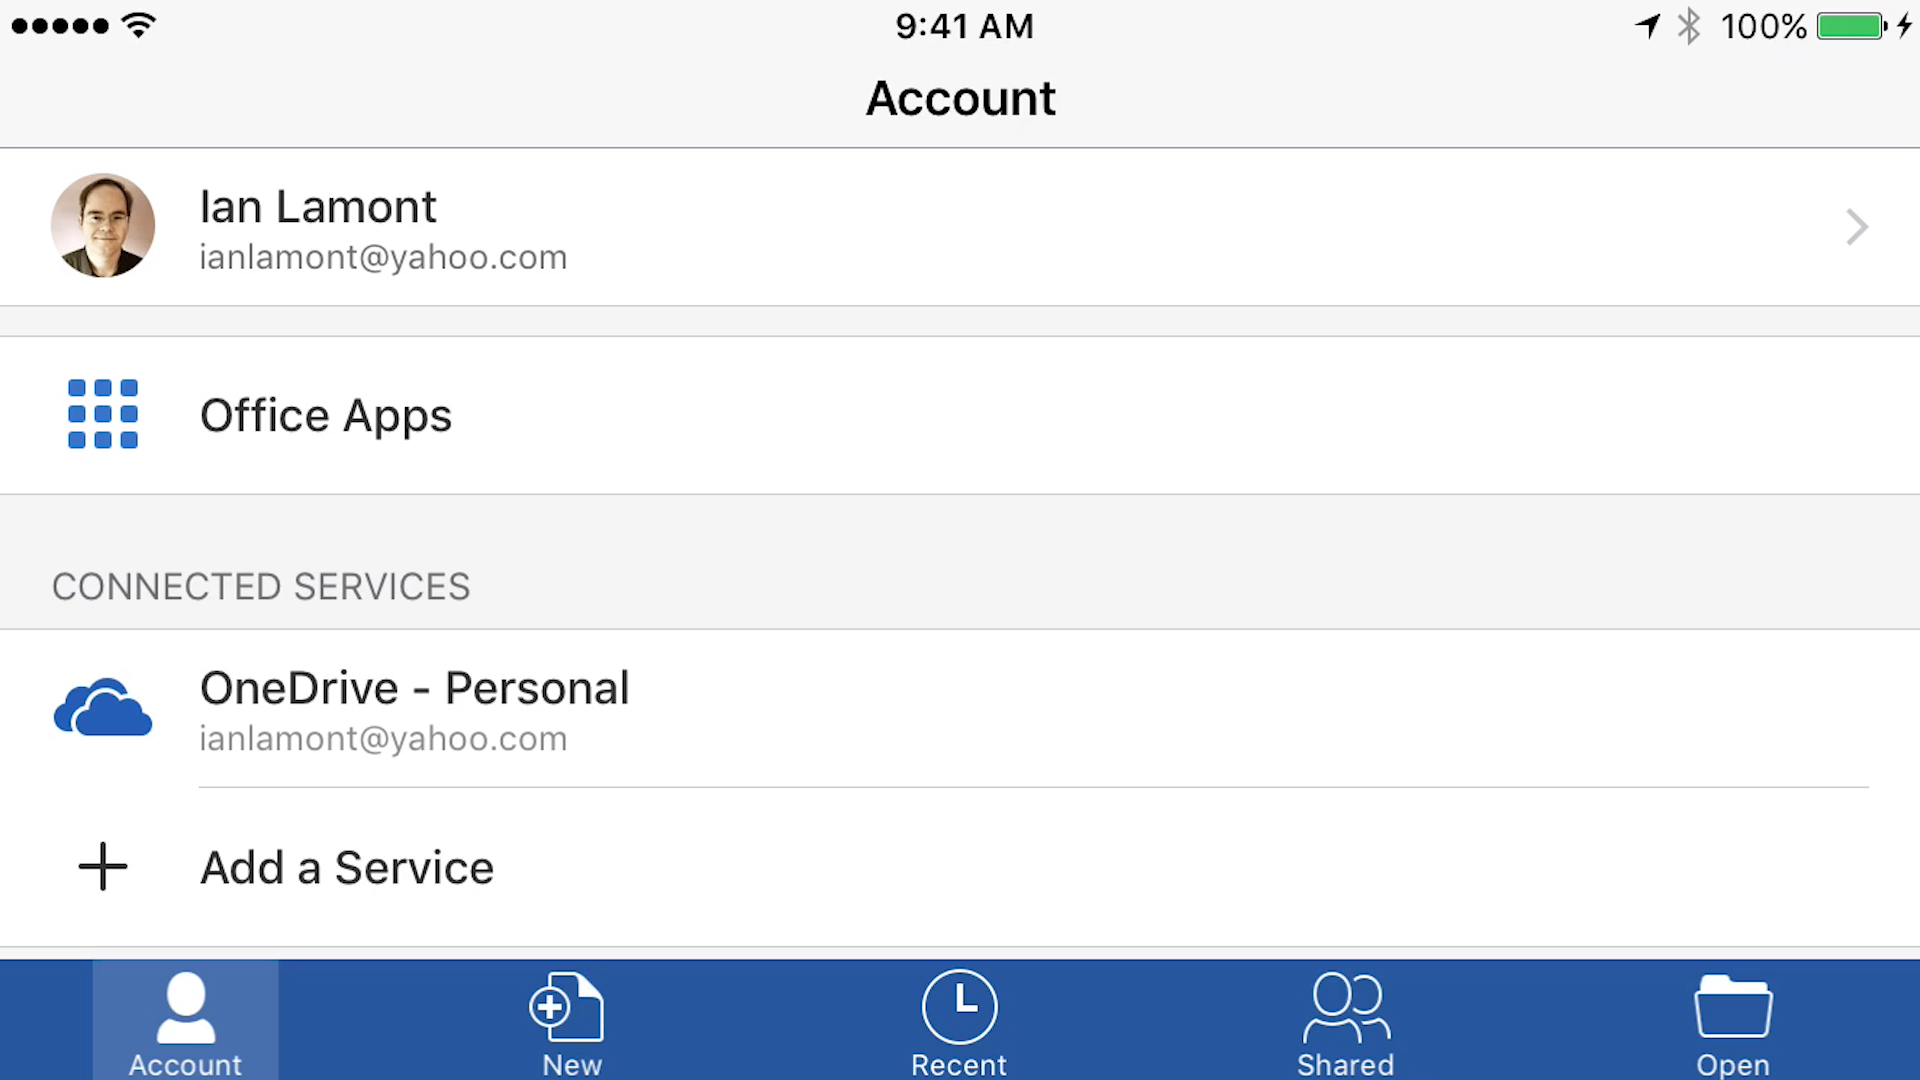 9:41 AM
100%
Account
Ian Lamont
ianlamont@yahoo.com
Office Apps
CONNECTED SERVICES
OneDrive - Personal
ianlamont@yahoo.com
Add a Service
Account
New
Recent
Shared
Open